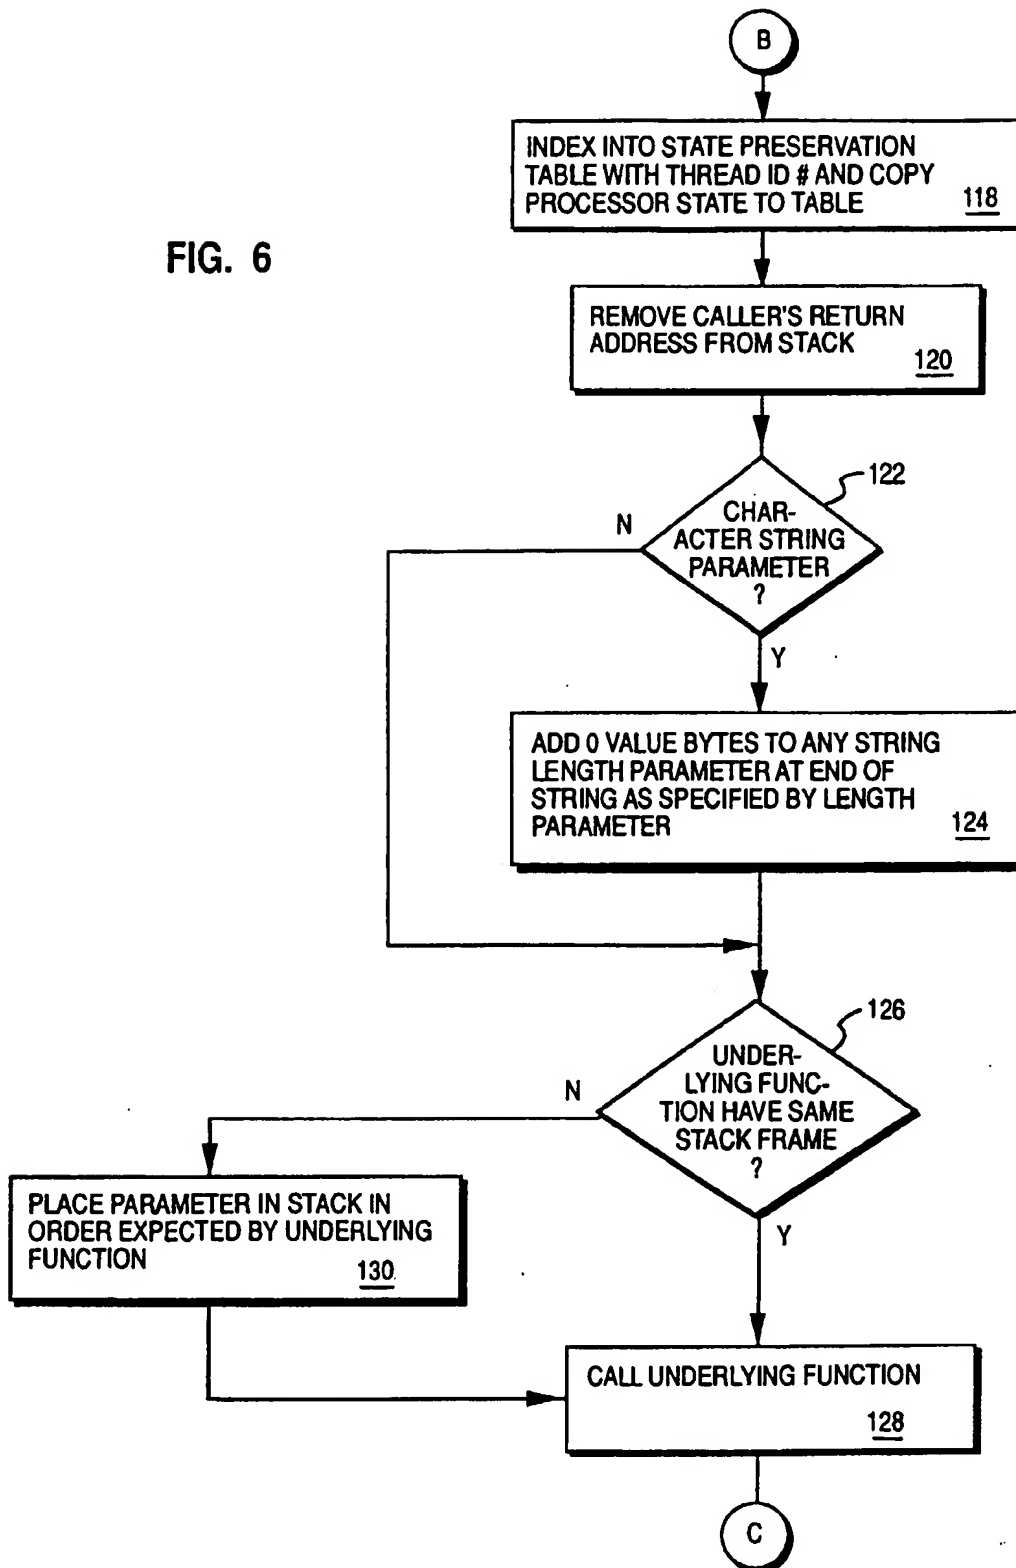 B
INDEX INTO STATE PRESERVATION
TABLE WITH THREAD ID # AND COPY
PROCESSOR STATE TO TABLE
118
FIG. 6
REMOVE CALLER'S RETURN
ADDRESS FROM STACK
120
122
CHAR-
ACTER STRING
PARAMETER
?
N
Y
ADD 0 VALUE BYTES TO ANY STRING
LENGTH PARAMETER AT END OF
STRING AS SPECIFIED BY LENGTH
PARAMETER
124
126
UNDER-
LYING FUNC-
TION HAVE SAME
STACK FRAME
?
N
Y
PLACE PARAMETER IN STACK IN
ORDER EXPECTED BY UNDERLYING
FUNCTION
130
CALL UNDERLYING FUNCTION
128
C